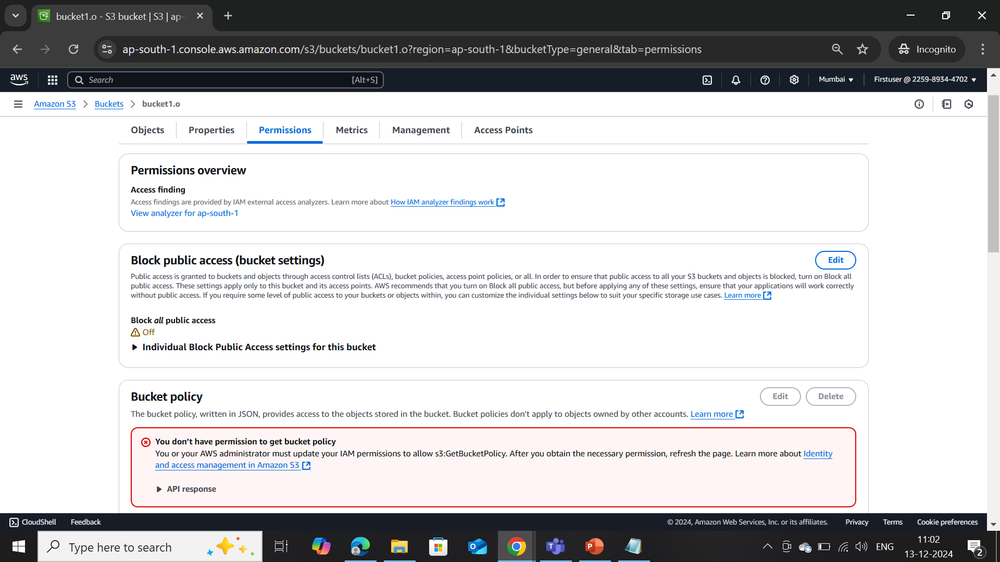 bucket1.o - S3 bucket | S3 | ap-s
ap-south-1.console.aws.amazon.com/s3/buckets/bucket1.o?region=ap-south-1&bucketType=general&tab=permissions
Incognito
aws
Search
[Alt+S]
Mumbai
Firstuser @ 2259-8934-4702
Amazon S3
Buckets
bucket1.o
Objects
Properties
Permissions
Metrics
Management
Access Points
Permissions overview
Access finding
Access findings are provided by IAM external access analyzers. Learn more about How IAM analyzer findings work
View analyzer for ap-south-1
Block public access (bucket settings)
Edit
Public access is granted to buckets and objects through access control lists (ACLs), bucket policies, access point policies, or all. In order to ensure that public access to all your S3 buckets and objects is blocked, turn on Block all
public access. These settings apply only to this bucket and its access points. AWS recommends that you turn on Block all public access, but before applying any of these settings, ensure that your applications will work correctly
without public access. If you require some level of public access to your buckets or objects within, you can customize the individual settings below to suit your specific storage use cases. Learn more
Block all public access
Off
Individual Block Public Access settings for this bucket
Bucket policy
Edit
Delete
The bucket policy, written in JSON, provides access to the objects stored in the bucket. Bucket policies don't apply to objects owned by other accounts. Learn more
You don’t have permission to get bucket policy
You or your AWS administrator must update your IAM permissions to allow s3:GetBucketPolicy. After you obtain the necessary permission, refresh the page. Learn more about Identity
and access management in Amazon S3
API response
CloudShell
Feedback
© 2024, Amazon Web Services, Inc. or its affiliates.
Privacy
Terms
Cookie preferences
Type here to search
ENG
11:02
13-12-2024
2